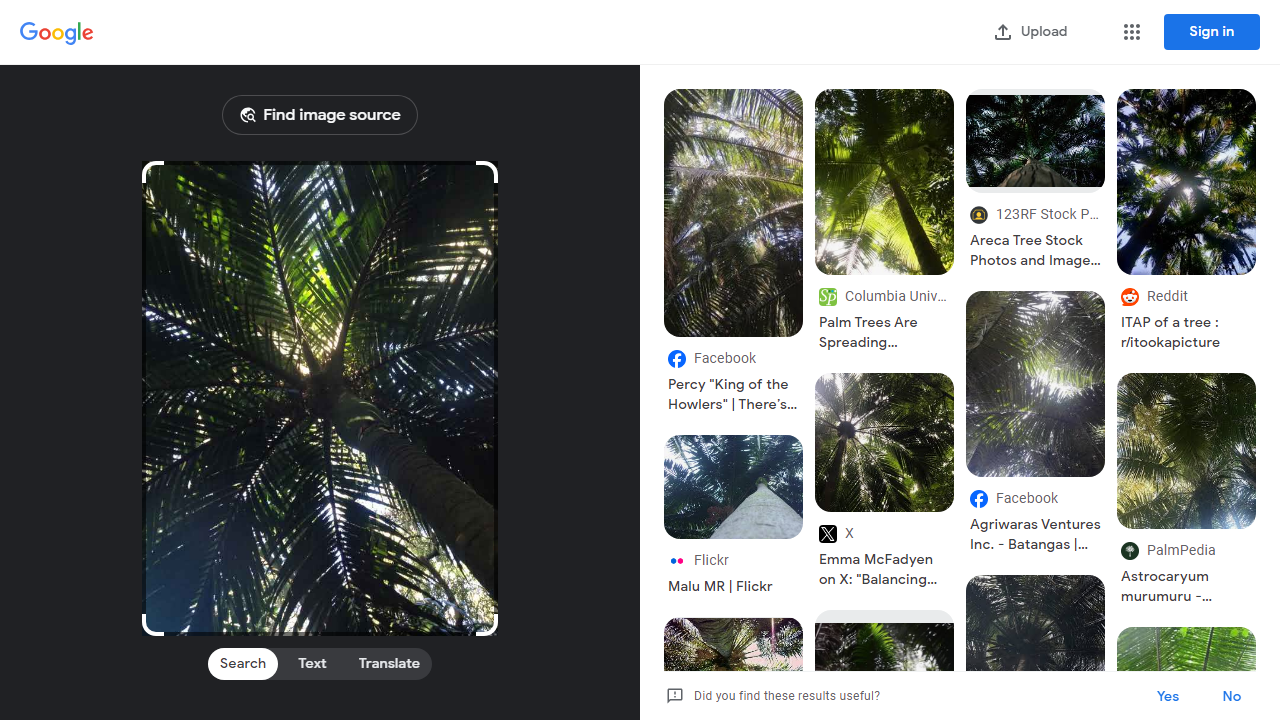 Google
Upload
Sign in
Find image source
Search
Text
Translate
Facebook
Percy "King of the
Howlers" | There's...
Flickr
Malu MR | Flickr
Columbia Univ...
Palm Trees Are
Spreading...
X
Emma McFadyen
on X: "Balancing...
123RF Stock P...
Areca Tree Stock
Photos and Image...
Facebook
Agriwaras Ventures
Inc. - Batangas |...
Reddit
ITAP of a tree :
r/itookapicture
PalmPedia
Astrocaryum
murumuru -...
Did you find these results useful?
Yes
No